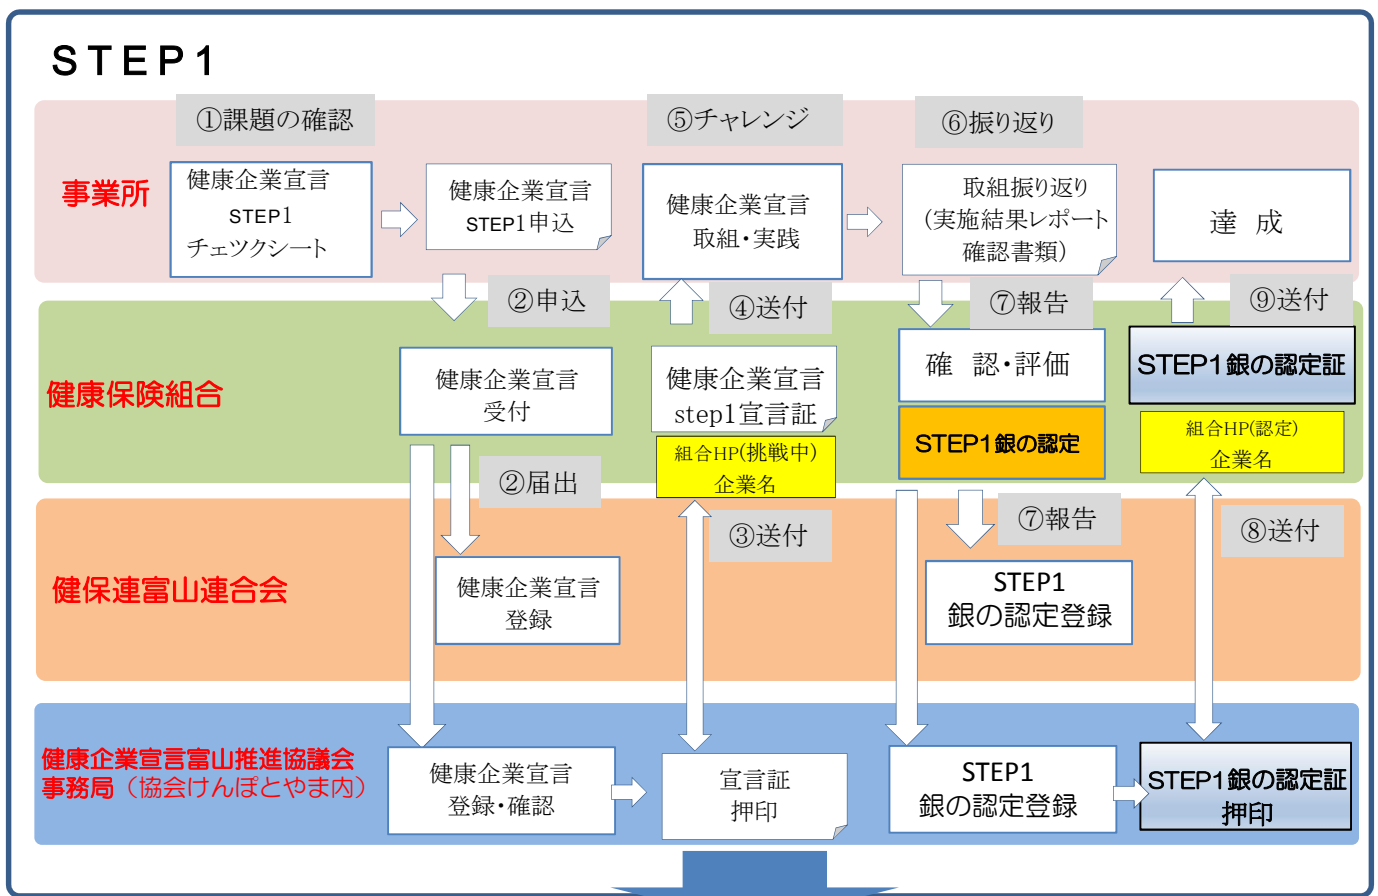 STEP1
①課題の確認
⑤チャレンジ
⑥振り返り
事業所
健康企業宣言
STEP1
チェツクシート
健康企業宣言
STEP1申込
健康企業宣言
取組・実践
取組振り返り
(実施結果レポート
確認書類)
達 成
②申込
④送付
⑦報告
⑨送付
健康保険組合
健康企業宣言
受付
健康企業宣言
step1宣言証
組合HP(挑戦中)
企業名
確 認・評価
STEP1銀の認定
STEP1銀の認定証
組合HP(認定)
企業名
②届出
③送付
⑦報告
⑧送付
健保連富山連合会
健康企業宣言
登録
STEP1
銀の認定登録
健康企業宣言富山推進協議会
事務局（協会けんぽとやま内）
健康企業宣言
登録・確認
宣言証
押印
STEP1
銀の認定登録
STEP1銀の認定証
押印